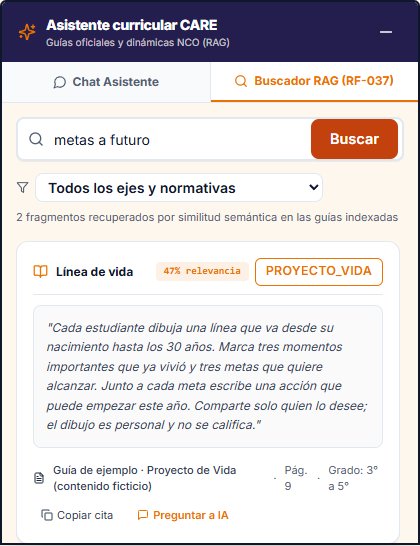 Asistente curricular CARE
Guías oficiales y dinámicas NCO (RAG)
Chat Asistente
Buscador RAG (RF-037)
metas a futuro
Buscar
Todos los ejes y normativas
2 fragmentos recuperados por similitud semántica en las guías indexadas
Línea de vida
47% relevancia
PROYECTO_VIDA
"Cada estudiante dibuja una línea que va desde su
nacimiento hasta los 30 años. Marca tres momentos
importantes que ya vivió y tres metas que quiere
alcanzar. Junto a cada meta escribe una acción que
puede empezar este año. Comparte solo quien lo desee;
el dibujo es personal y no se califica."
Guía de ejemplo · Proyecto de Vida
(contenido ficticio)
· Pág.
9
· Grado: 3°
a 5°
Copiar cita
Preguntar a IA